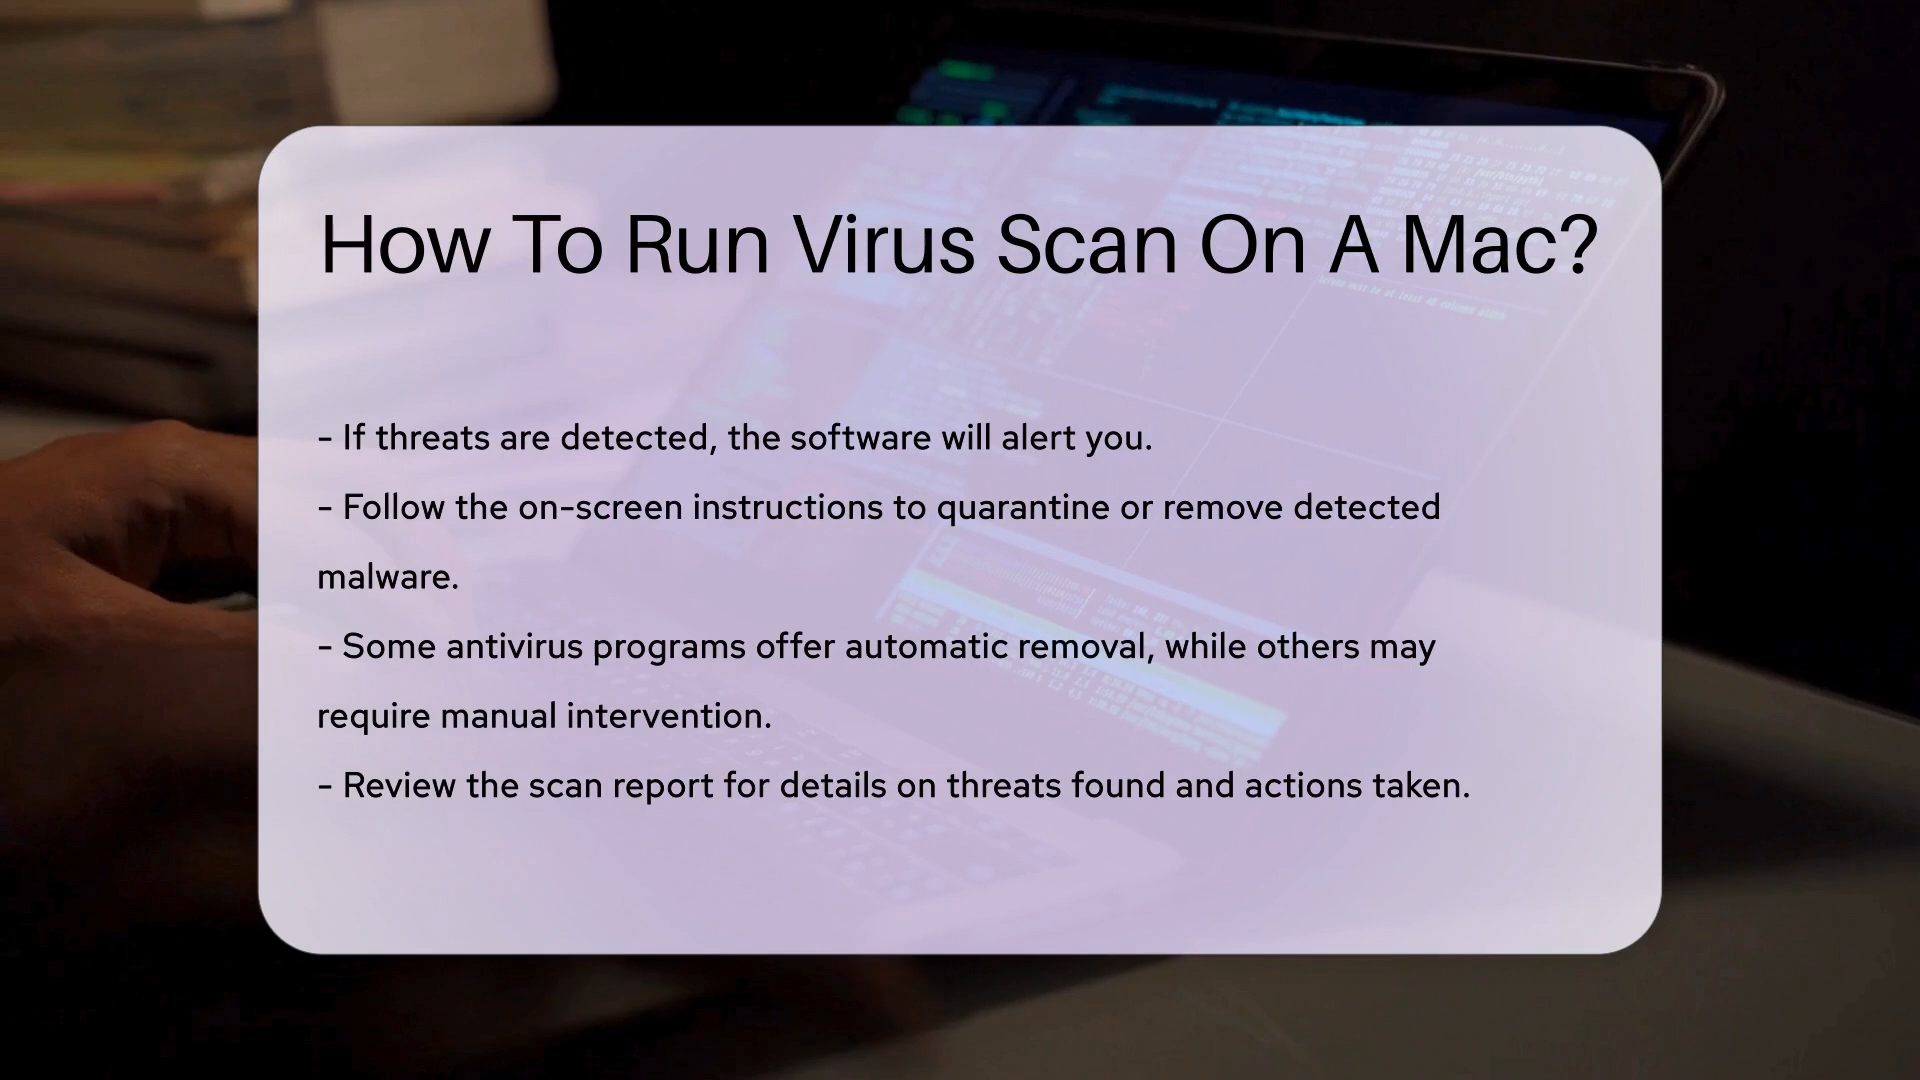 How To Run Virus Scan On A Mac?
- If threats are detected, the software will alert you.
- Follow the on-screen instructions to quarantine or remove detected
malware.
- Some antivirus programs offer automatic removal, while others may
require manual intervention.
- Review the scan report for details on threats found and actions taken.